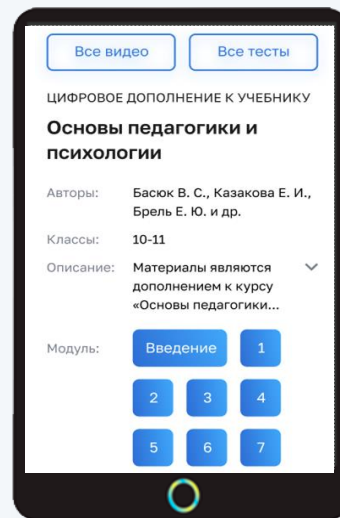 Все видео
Все тесты
ЦИФРОВОЕ ДОПОЛНЕНИЕ К УЧЕБНИКУ
Основы педагогики и
психологии
Авторы: Басюк В. С., Казакова Е. И.,
Брель Е. Ю. и др.
Классы: 10-11
Описание: Материалы являются
дополнением к курсу
«Основы педагогики...
Модуль: Введение 1
2 3 4
5 6 7